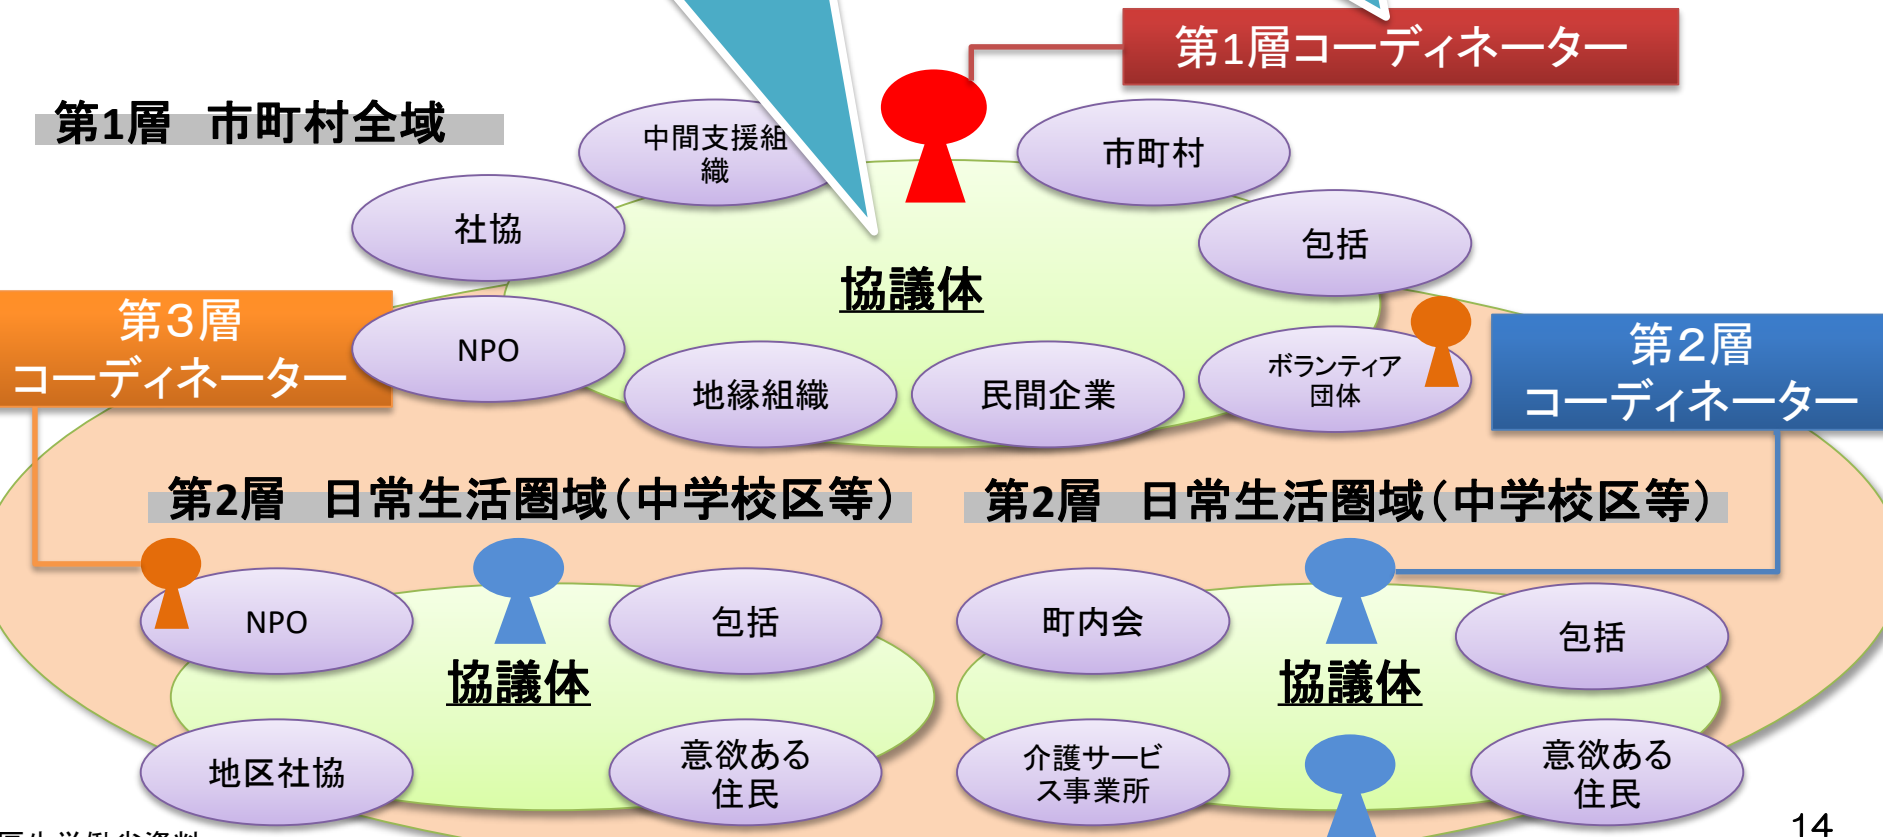 第1層コーディネーター
第1層　市町村全域
中間支援組
織
市町村
社協
包括
協議体
第３層
コーディネーター
NPO
地縁組織
民間企業
ボランティア
団体
第２層
コーディネーター
第2層　日常生活圏域（中学校区等）
第2層　日常生活圏域（中学校区等）
NPO
包括
協議体
地区社協
意欲ある
住民
町内会
包括
協議体
介護サービ
ス事業所
意欲ある
住民
14